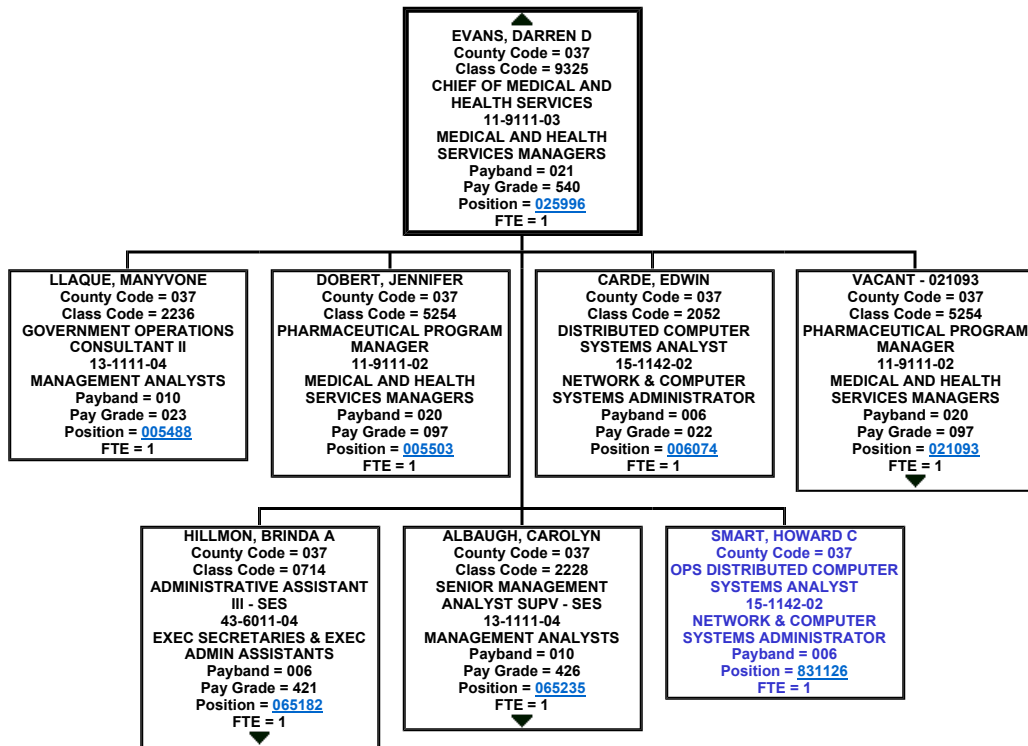 EVANS, DARREN D
County Code = 037
Class Code = 9325
CHIEF OF MEDICAL AND
HEALTH SERVICES
11-9111-03
MEDICAL AND HEALTH
SERVICES MANAGERS
Payband = 021
Pay Grade = 540
Position = 025996
FTE = 1
LLAQUE, MANYVONE
County Code = 037
Class Code = 2236
GOVERNMENT OPERATIONS
CONSULTANT II
13-1111-04
MANAGEMENT ANALYSTS
Payband = 010
Pay Grade = 023
Position = 005488
FTE = 1
DOBERT, JENNIFER
County Code = 037
Class Code = 5254
PHARMACEUTICAL PROGRAM
MANAGER
11-9111-02
MEDICAL AND HEALTH
SERVICES MANAGERS
Payband = 020
Pay Grade = 097
Position = 005503
FTE = 1
CARDE, EDWIN
County Code = 037
Class Code = 2052
DISTRIBUTED COMPUTER
SYSTEMS ANALYST
15-1142-02
NETWORK & COMPUTER
SYSTEMS ADMINISTRATOR
Payband = 006
Pay Grade = 022
Position = 006074
FTE = 1
VACANT - 021093
County Code = 037
Class Code = 5254
PHARMACEUTICAL PROGRAM
MANAGER
11-9111-02
MEDICAL AND HEALTH
SERVICES MANAGERS
Payband = 020
Pay Grade = 097
Position = 021093
FTE = 1
HILLMON, BRINDA A
County Code = 037
Class Code = 0714
ADMINISTRATIVE ASSISTANT
III - SES
43-6011-04
EXEC SECRETARIES & EXEC
ADMIN ASSISTANTS
Payband = 006
Pay Grade = 421
Position = 065182
FTE = 1
ALBAUGH, CAROLYN
County Code = 037
Class Code = 2228
SENIOR MANAGEMENT
ANALYST SUPV - SES
13-1111-04
MANAGEMENT ANALYSTS
Payband = 010
Pay Grade = 426
Position = 065235
FTE = 1
SMART, HOWARD C
County Code = 037
OPS DISTRIBUTED COMPUTER
SYSTEMS ANALYST
15-1142-02
NETWORK & COMPUTER
SYSTEMS ADMINISTRATOR
Payband = 006
Position = 831126
FTE = 1